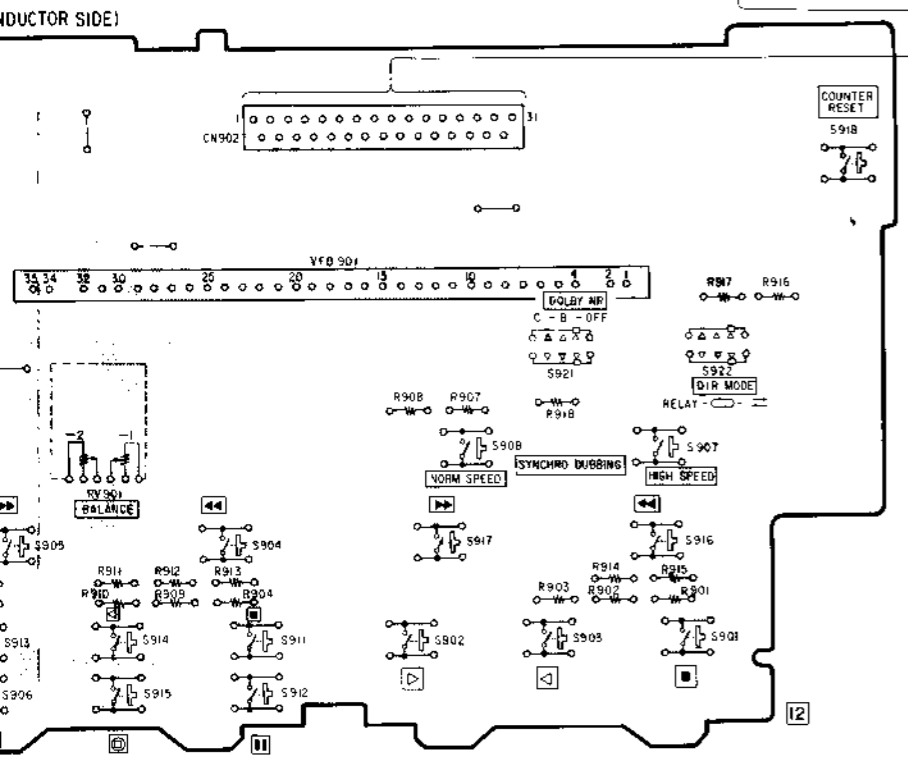 NDUCTOR SIDE)
COUNTER
RESET
S918
1
31
CN902
VFD 901
35 34 32 30 25 20 15 10 4 2 1
DOLBY NR
C - B - OFF
S921
R917 R916
S922
DIR MODE
RELAY
R908 R907
R918
S908
S907
SYNCHRO DUBBING
NORM SPEED
HIGH SPEED
-2 -1
RV901
BALANCE
S905
S904
S917
S916
R911 R912 R913
R914 R915
R910 R909 R904
R903 R902 R901
S913
S914
S911
S902
S903
S901
S906
S915
S912
12